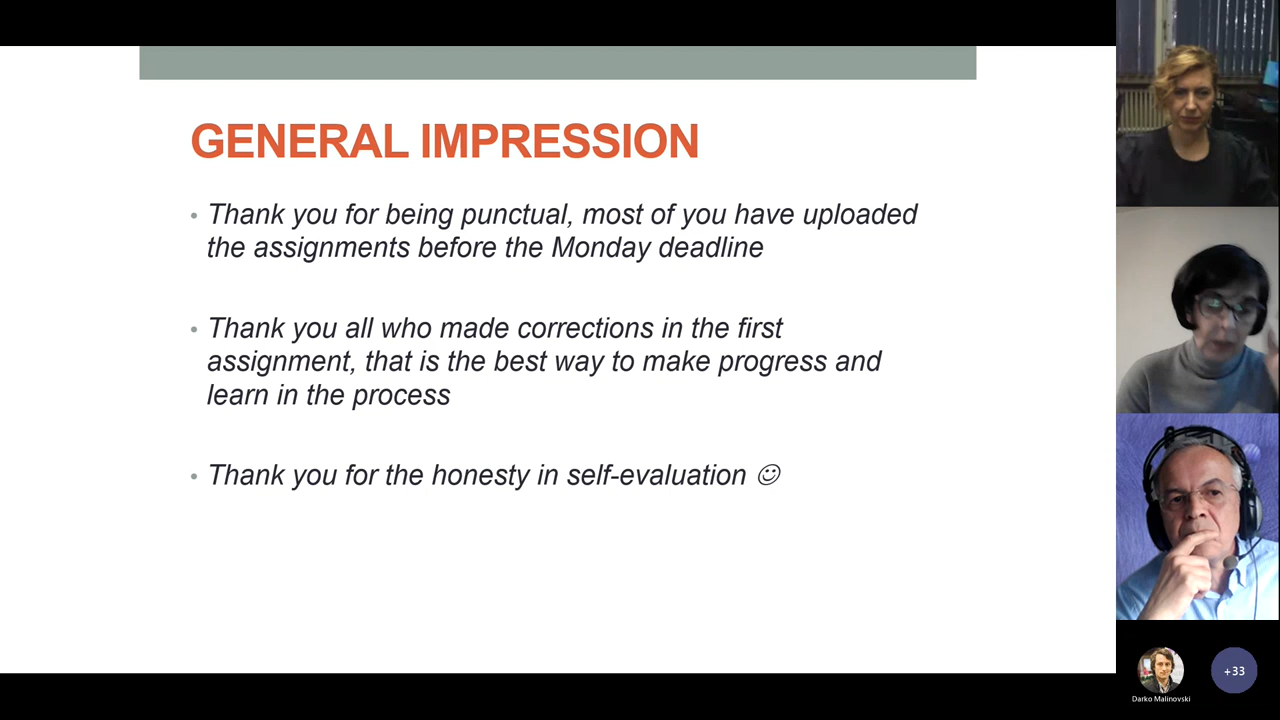 GENERAL IMPRESSION
• Thank you for being punctual, most of you have uploaded
the assignments before the Monday deadline
• Thank you all who made corrections in the first
assignment, that is the best way to make progress and
learn in the process
• Thank you for the honesty in self-evaluation ☺
+33
Darko Malinovski